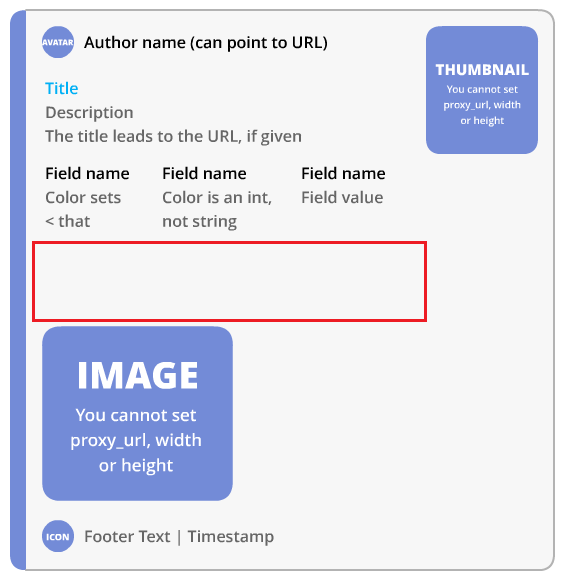 AVATAR Author name (can point to URL)
THUMBNAIL
You cannot set
proxy_url, width
or height
Title
Description
The title leads to the URL, if given
Field name Field name Field name
Color sets Color is an int, Field value
< that not string
IMAGE
You cannot set
proxy_url, width
or height
ICON Footer Text | Timestamp